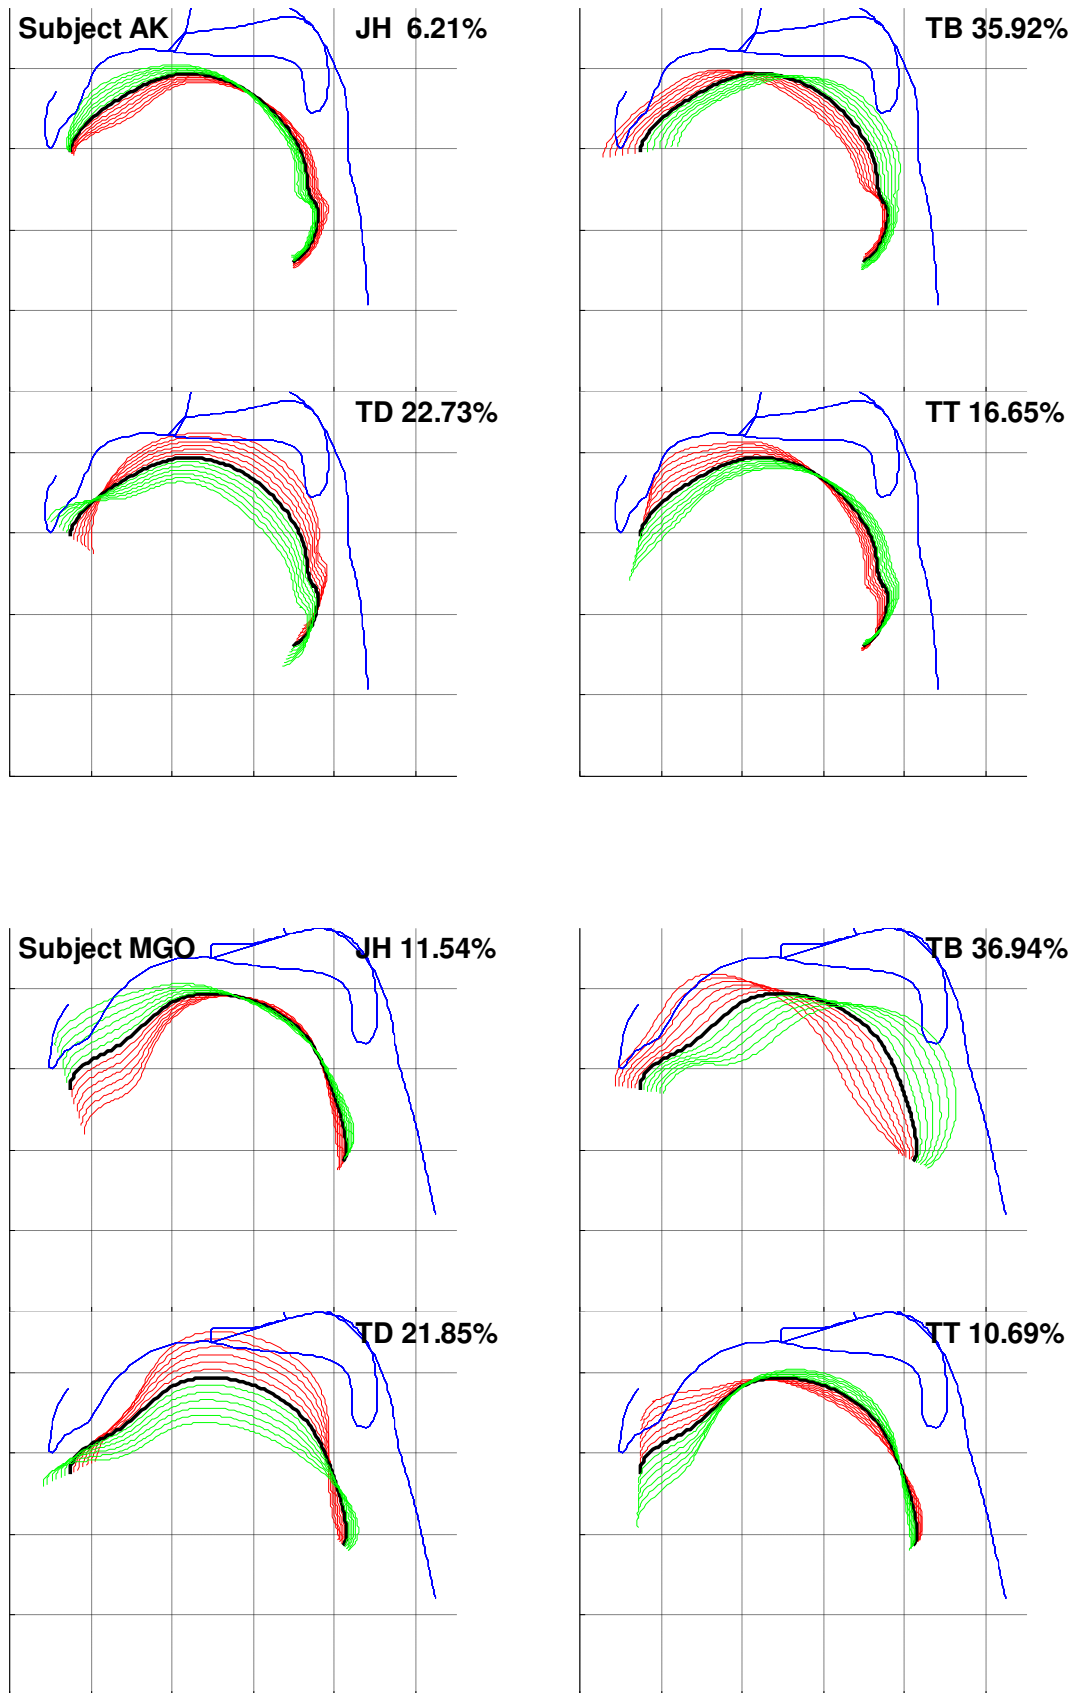 Subject AK JH 6.21% TB 35.92%
TD 22.73% TT 16.65%
Subject MGO JH 11.54% TB 36.94%
TD 21.85% TT 10.69%